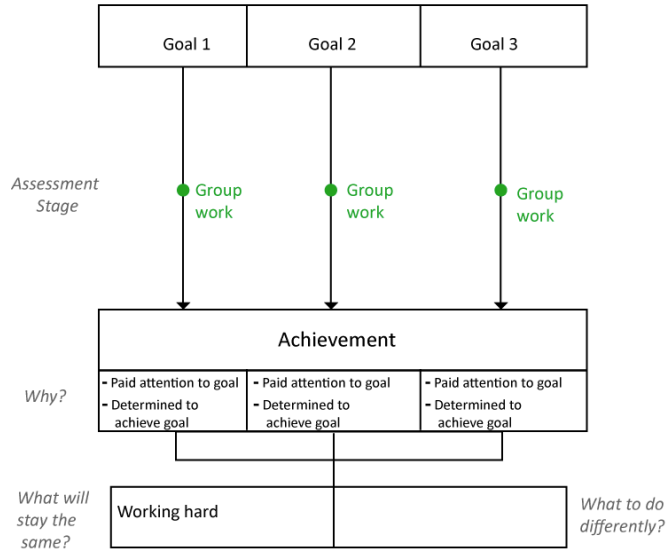 Goal 1
Goal 2
Goal 3
Assessment
Stage
Group
work
Group
work
Group
work
Achievement
Why?
- Paid attention to goal
- Determined to
achieve goal
- Paid attention to goal
- Determined to
achieve goal
- Paid attention to goal
- Determined to
achieve goal
What will
stay the
same?
Working hard
What to do
differently?